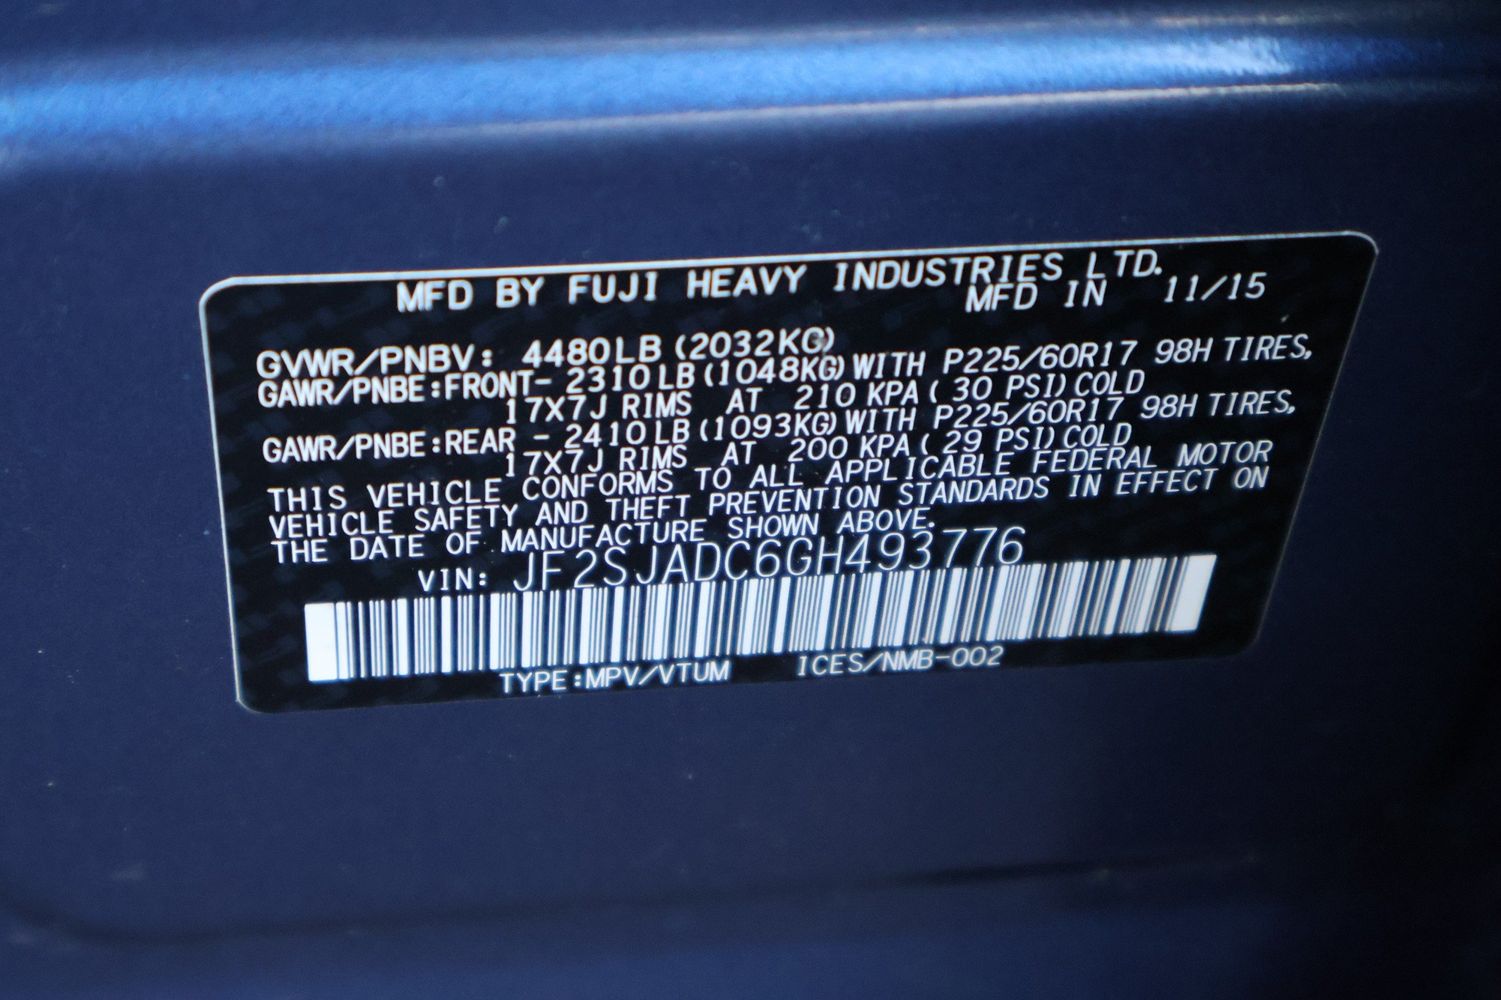 MFD BY FUJI HEAVY INDUSTRIES LTD.
MFD IN 11/15
GVWR/PNBV: 4480LB (2032KG)
GAWR/PNBE:FRONT- 2310LB (1048KG) WITH P225/60R17 98H TIRES,
17X7J RIMS AT 210 KPA ( 30 PSI) COLD
GAWR/PNBE:REAR - 2410LB (1093KG) WITH P225/60R17 98H TIRES,
17X7J RIMS AT 200 KPA ( 29 PSI) COLD
THIS VEHICLE CONFORMS TO ALL APPLICABLE FEDERAL MOTOR
VEHICLE SAFETY AND THEFT PREVENTION STANDARDS IN EFFECT ON
THE DATE OF MANUFACTURE SHOWN ABOVE.
VIN: JF2SJADC6GH493776
TYPE:MPV/VTUM ICES/NMB-002